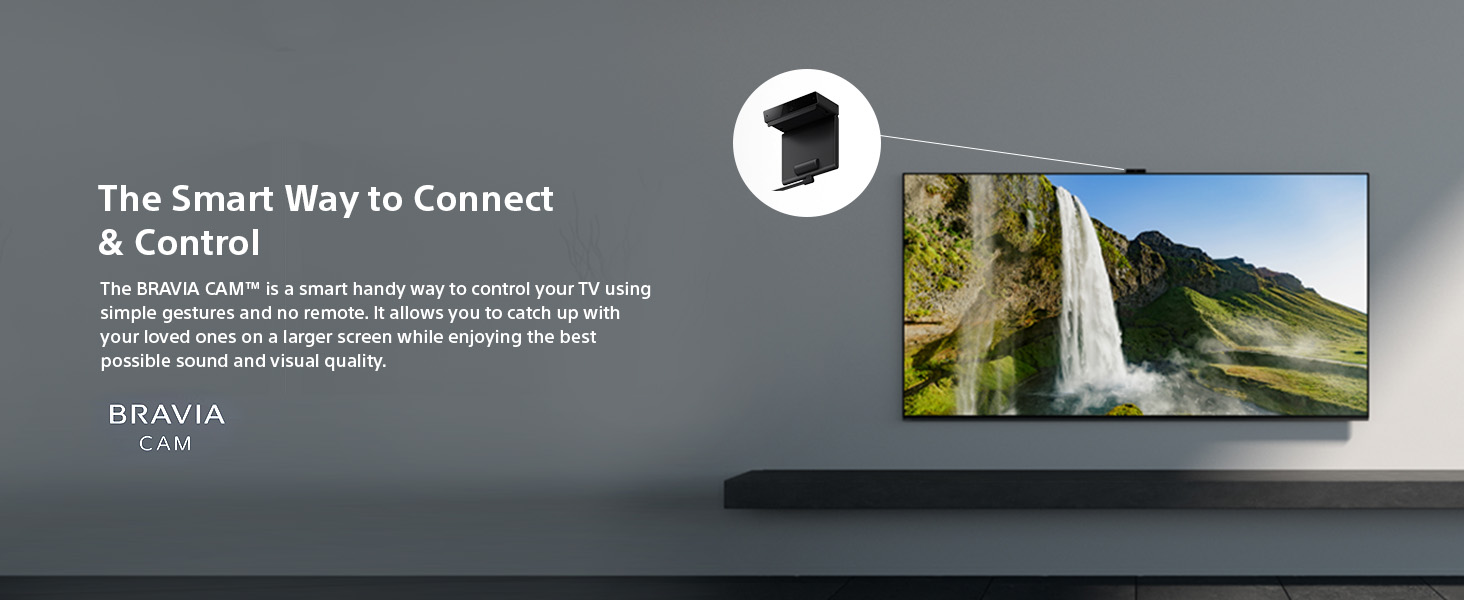 The Smart Way to Connect
& Control
The BRAVIA CAM™ is a smart handy way to control your TV using
simple gestures and no remote. It allows you to catch up with
your loved ones on a larger screen while enjoying the best
possible sound and visual quality.
BRAVIA
CAM